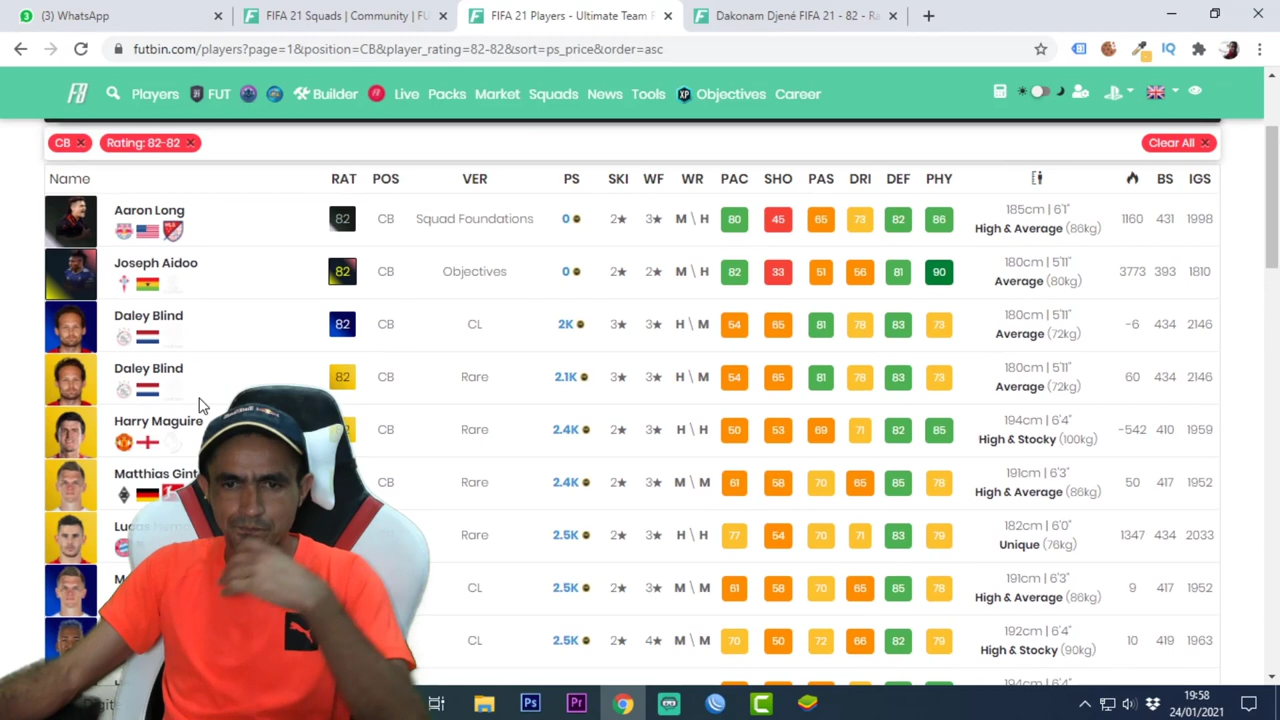 (3) WhatsApp
FIFA 21 Squads | Community | FU
FIFA 21 Players - Ultimate Team F
Dakonam Djené FIFA 21 - 82 - Ra
futbin.com/players?page=1&position=CB&player_rating=82-82&sort=ps_price&order=asc
Players FUT Builder Live Packs Market Squads News Tools XP Objectives Career
CB Rating: 82-82 Clear All
Name RAT POS VER PS SKI WF WR PAC SHO PAS DRI DEF PHY BS IGS
Aaron Long 82 CB Squad Foundations 0 2★ 3★ M \ H 80 45 65 73 82 86 185cm | 6'1" 1160 431 1998
High & Average (86kg)
Joseph Aidoo 82 CB Objectives 0 2★ 2★ M \ H 82 33 51 56 81 90 180cm | 5'11" 3773 393 1810
Average (80kg)
Daley Blind 82 CB CL 2K 3★ 3★ H \ M 54 65 81 78 83 73 180cm | 5'11" -6 434 2146
Average (72kg)
Daley Blind 82 CB Rare 2.1K 3★ 3★ H \ M 54 65 81 78 83 73 180cm | 5'11" 60 434 2146
Average (72kg)
Harry Maguire CB Rare 2.4K 2★ 3★ H \ H 50 53 69 71 82 85 194cm | 6'4" -542 410 1959
High & Stocky (100kg)
Matthias Gint CB Rare 2.4K 2★ 3★ M \ M 61 58 70 65 85 78 191cm | 6'3" 50 417 1952
High & Average (86kg)
Rare 2.5K 2★ 3★ H \ H 77 54 70 71 83 79 182cm | 6'0" 1347 434 2033
Unique (76kg)
CL 2.5K 2★ 3★ M \ M 61 58 70 65 85 78 191cm | 6'3" 9 417 1952
High & Average (86kg)
CL 2.5K 2★ 4★ M \ M 70 50 72 66 82 79 192cm | 6'4" 10 419 1963
High & Stocky (90kg)
19:58
24/01/2021